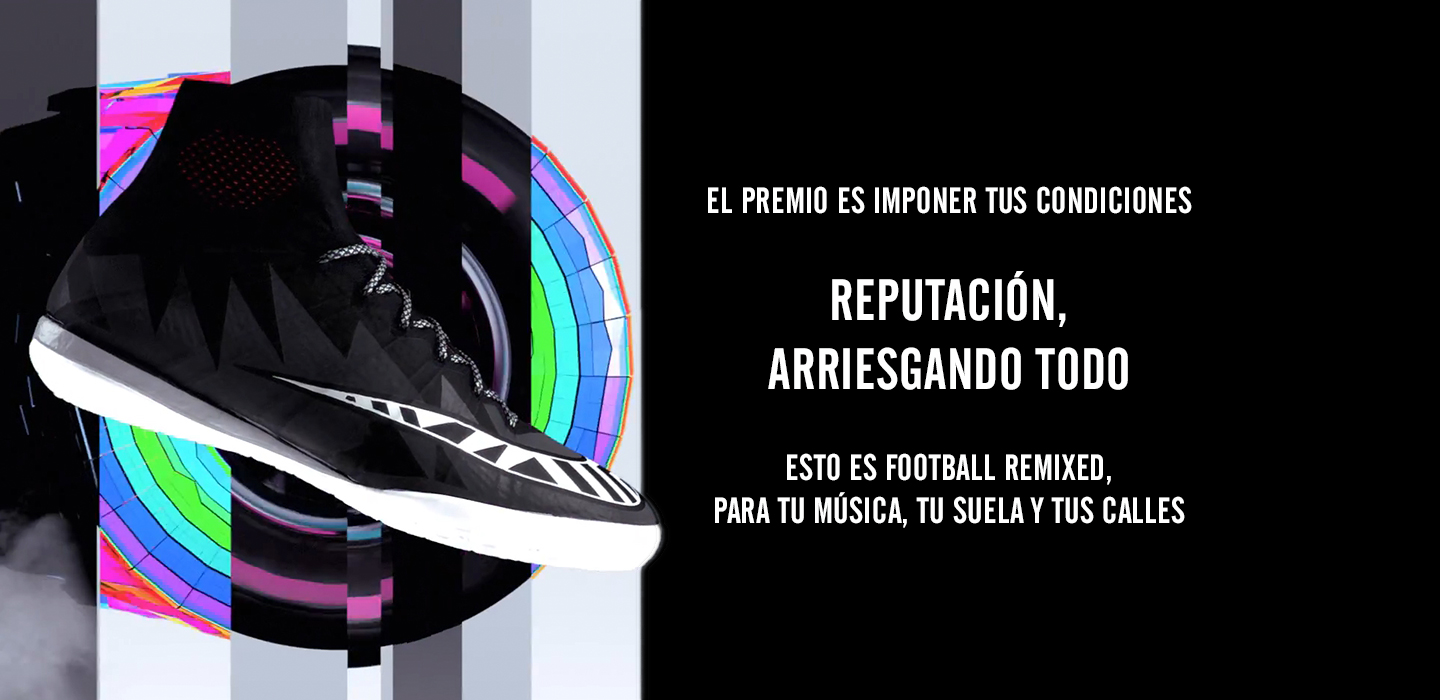 EL PREMIO ES IMPONER TUS CONDICIONES
REPUTACIÓN,
ARRIESGANDO TODO
ESTO ES FOOTBALL REMIXED,
PARA TU MÚSICA, TU SUELA Y TUS CALLES